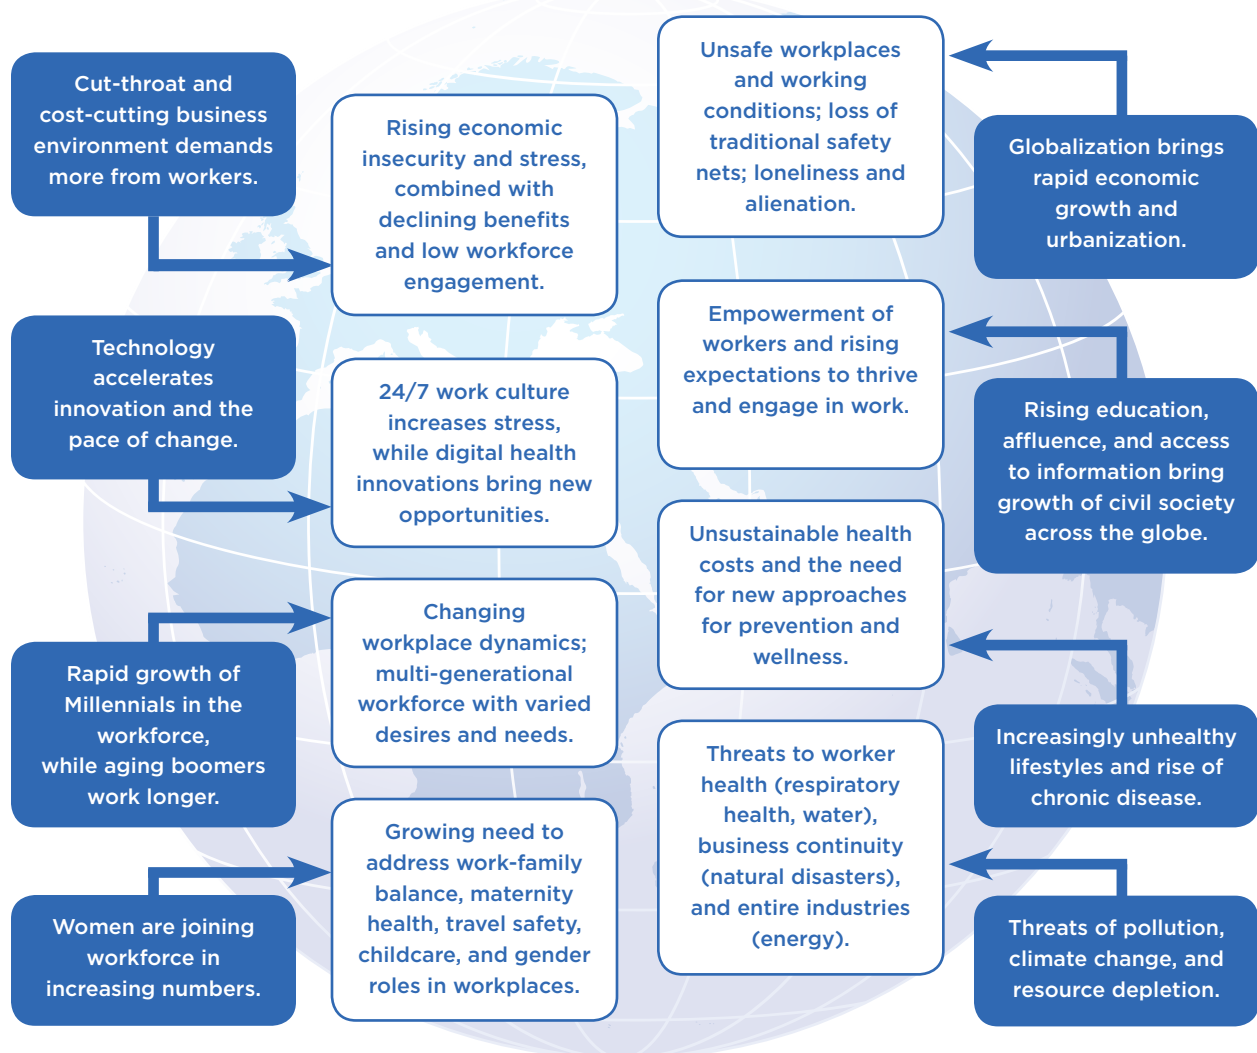 Cut-throat and
cost-cutting business
environment demands
more from workers.
Rising economic
insecurity and stress,
combined with
declining benefits
and low workforce
engagement.
Technology
accelerates
innovation and the
pace of change.
24/7 work culture
increases stress,
while digital health
innovations bring new
opportunities.
Rapid growth of
Millennials in the
workforce,
while aging boomers
work longer.
Changing
workplace dynamics;
multi-generational
workforce with varied
desires and needs.
Women are joining
workforce in
increasing numbers.
Growing need to
address work-family
balance, maternity
health, travel safety,
childcare, and gender
roles in workplaces.
Unsafe workplaces
and working
conditions; loss of
traditional safety
nets; loneliness and
alienation.
Globalization brings
rapid economic
growth and
urbanization.
Empowerment of
workers and rising
expectations to thrive
and engage in work.
Rising education,
affluence, and access
to information bring
growth of civil society
across the globe.
Unsustainable health
costs and the need
for new approaches
for prevention and
wellness.
Increasingly unhealthy
lifestyles and rise of
chronic disease.
Threats to worker
health (respiratory
health, water),
business continuity
(natural disasters),
and entire industries
(energy).
Threats of pollution,
climate change, and
resource depletion.